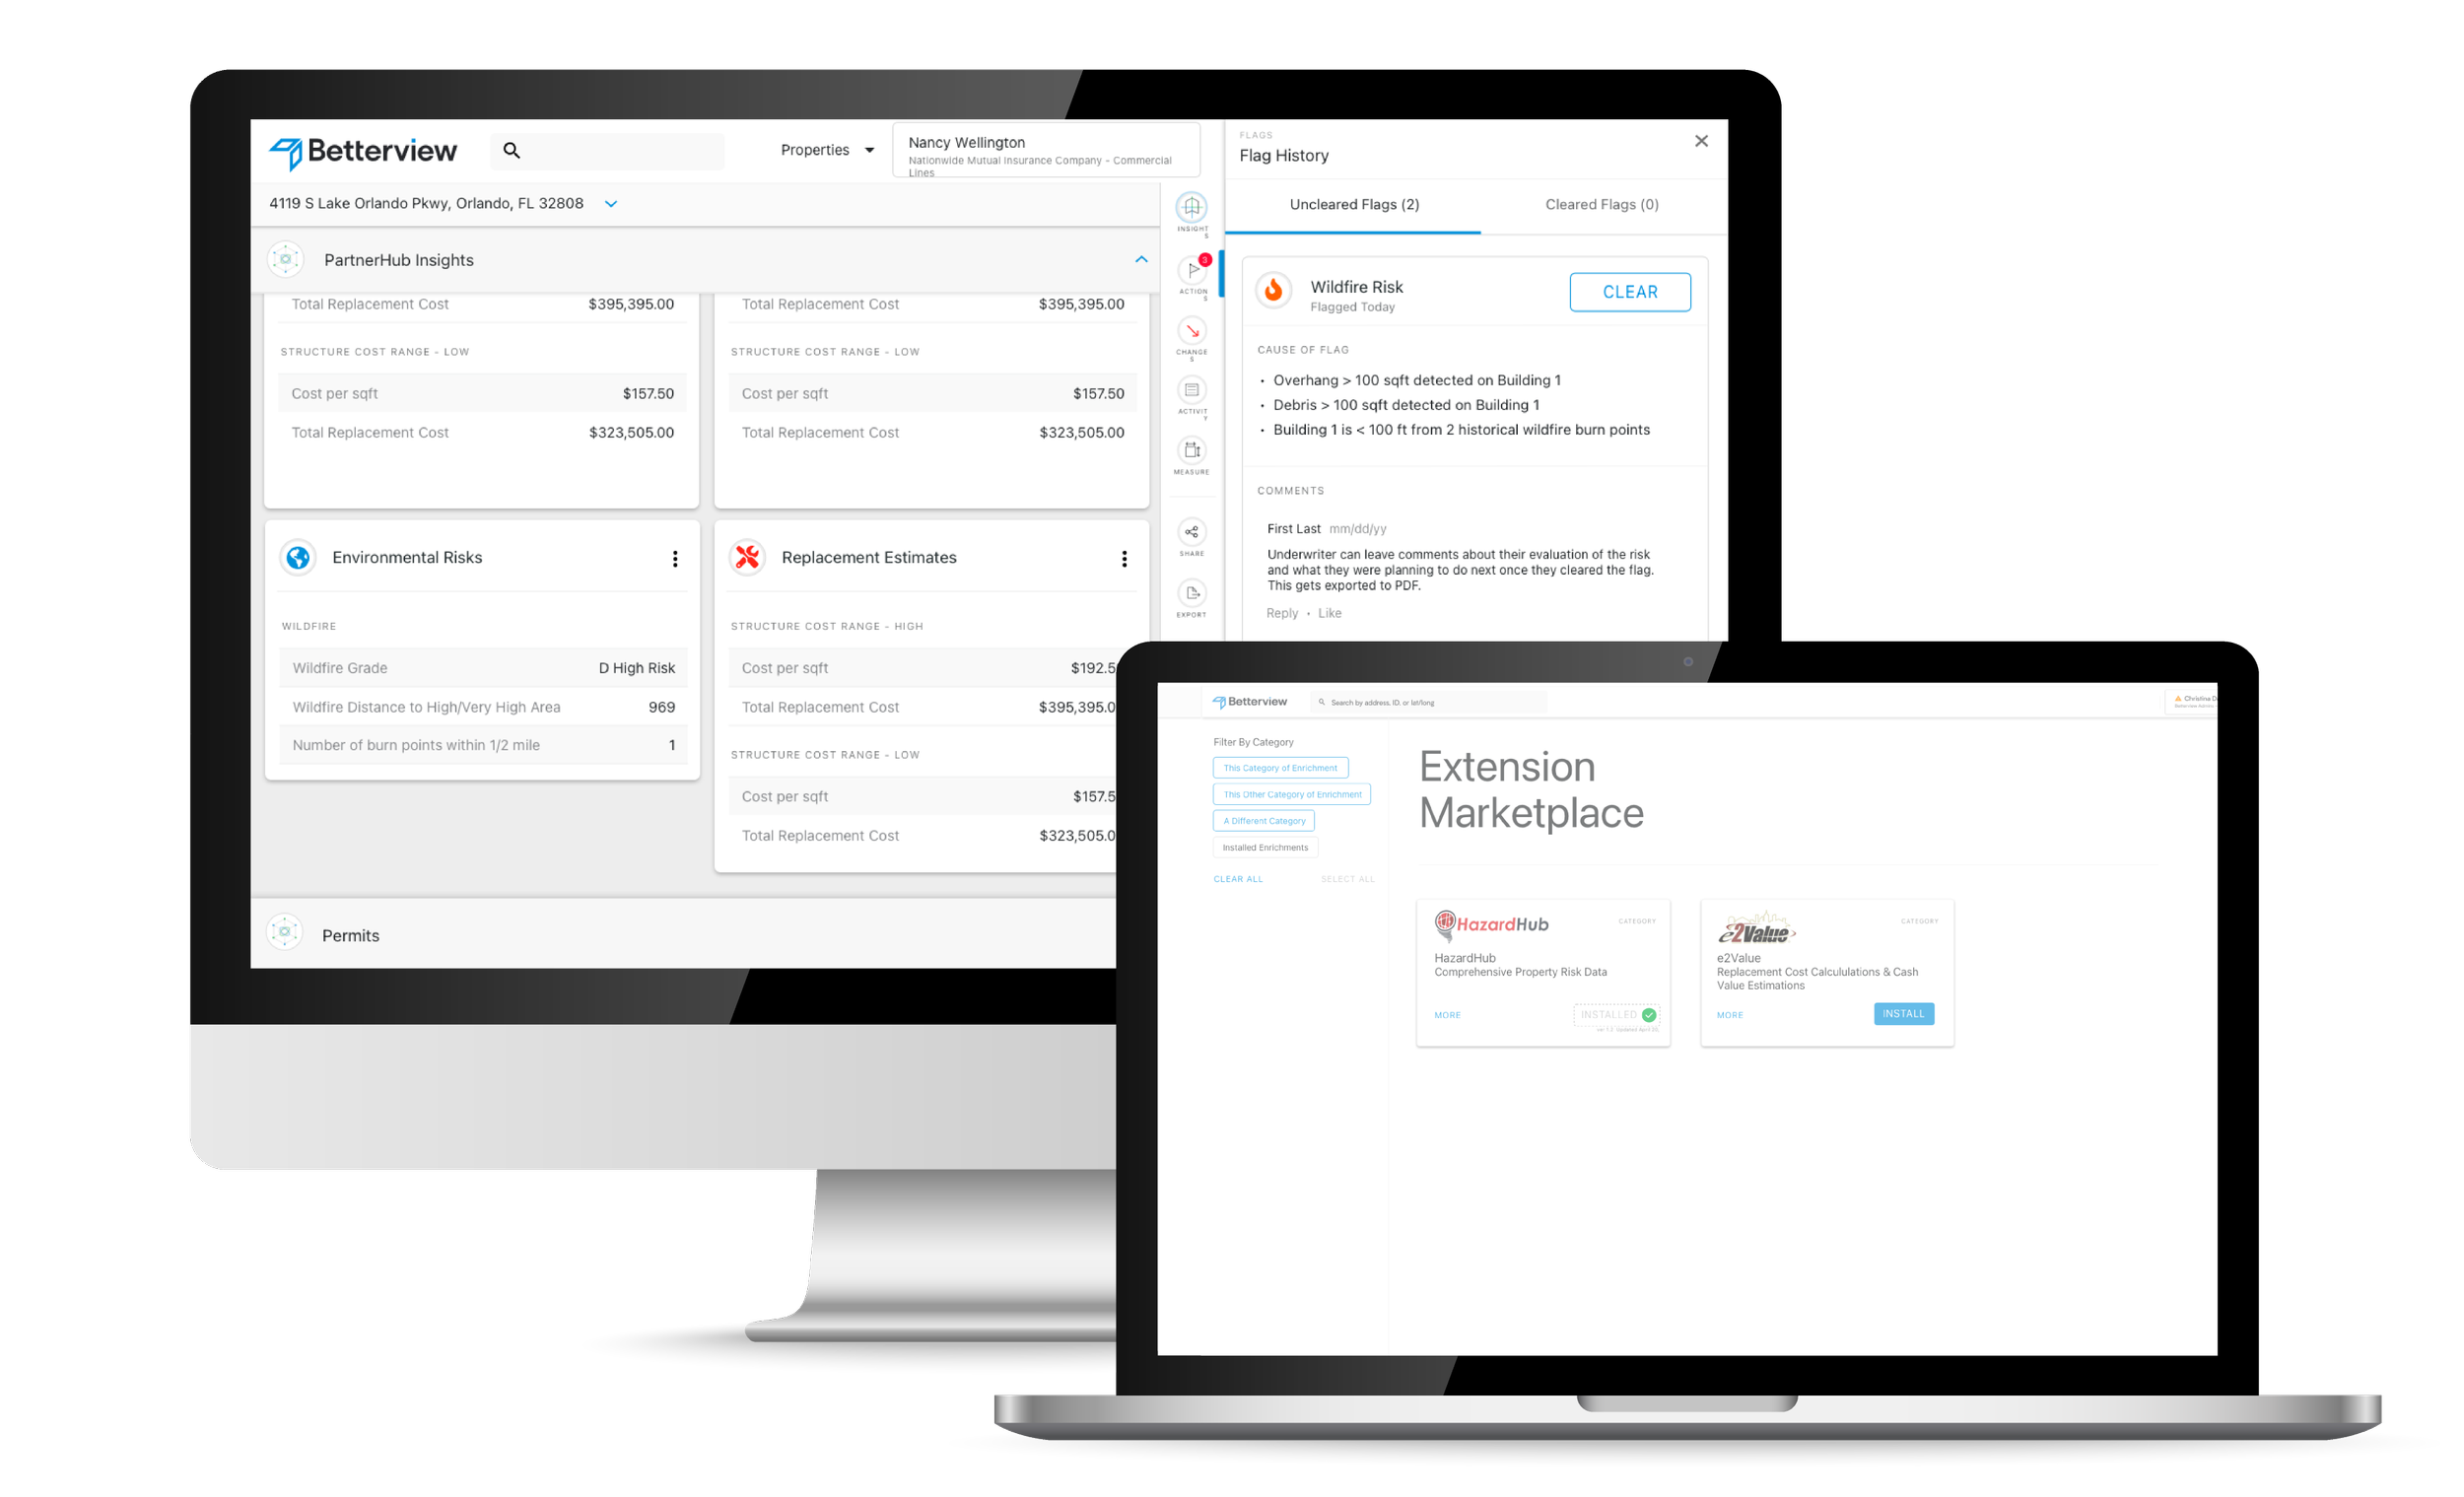 Betterview
Properties
Nancy Wellington
Nationwide Mutual Insurance Company - Commercial
Lines
4119 S Lake Orlando Pkwy, Orlando, FL 32808
PartnerHub Insights
Total Replacement Cost $395,395.00
STRUCTURE COST RANGE - LOW
Cost per sqft $157.50
Total Replacement Cost $323,505.00
Total Replacement Cost $395,395.00
STRUCTURE COST RANGE - LOW
Cost per sqft $157.50
Total Replacement Cost $323,505.00
Environmental Risks
WILDFIRE
Wildfire Grade D High Risk
Wildfire Distance to High/Very High Area 969
Number of burn points within 1/2 mile 1
Replacement Estimates
STRUCTURE COST RANGE - HIGH
Cost per sqft $192.5
Total Replacement Cost $395,395.0
STRUCTURE COST RANGE - LOW
Cost per sqft $157.5
Total Replacement Cost $323,505.0
Permits
INSIGHT
S
3
ACTION
S
CHANGE
S
ACTIVIT
Y
MEASURE
SHARE
EXPORT
FLAGS
Flag History
Uncleared Flags (2) Cleared Flags (0)
Wildfire Risk
Flagged Today
CLEAR
CAUSE OF FLAG
• Overhang > 100 sqft detected on Building 1
• Debris > 100 sqft detected on Building 1
• Building 1 is < 100 ft from 2 historical wildfire burn points
COMMENTS
First Last mm/dd/yy
Underwriter can leave comments about their evaluation of the risk
and what they were planning to do next once they cleared the flag.
This gets exported to PDF.
Reply • Like
Betterview
Search by address, ID, or lat/long
Christina D
Filter By Category
This Category of Enrichment
This Other Category of Enrichment
A Different Category
Installed Enrichments
CLEAR ALL SELECT ALL
Extension
Marketplace
HazardHub
CATEGORY
HazardHub
Comprehensive Property Risk Data
MORE
INSTALLED
e2Value
CATEGORY
e2Value
Replacement Cost Calcululations & Cash
Value Estimations
MORE
INSTALL